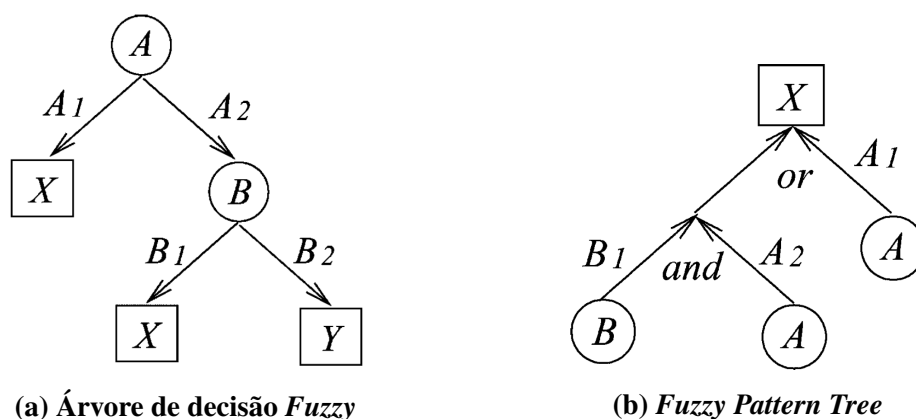 A
A1 A2
X
B
B1 B2
X Y
(a) Árvore de decisão Fuzzy
X
or A1
A
B1 and A2
B A
(b) Fuzzy Pattern Tree